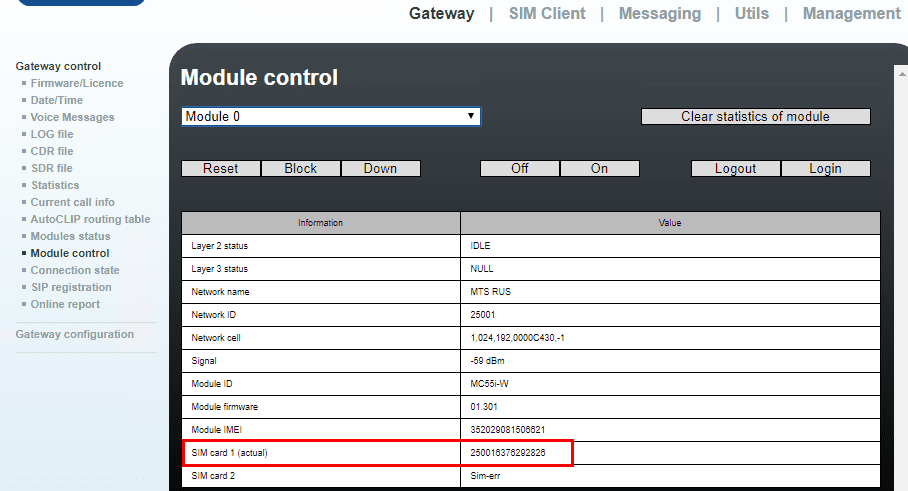 Gateway | SIM Client | Messaging | Utils | Management
Gateway control
Firmware/Licence
Date/Time
Voice Messages
LOG file
CDR file
SDR file
Statistics
Current call info
AutoCLIP routing table
Modules status
Module control
Connection state
SIP registration
Online report
Gateway configuration
Module control
Module 0
Clear statistics of module
Reset Block Down Off On Logout Login
Information Value
Layer 2 status IDLE
Layer 3 status NULL
Network name MTS RUS
Network ID 25001
Network cell 1,024,192,0000C430,-1
Signal -59 dBm
Module ID MC55i-W
Module firmware 01.301
Module IMEI 352029081506621
SIM card 1 (actual) 250016376292826
SIM card 2 Sim-err